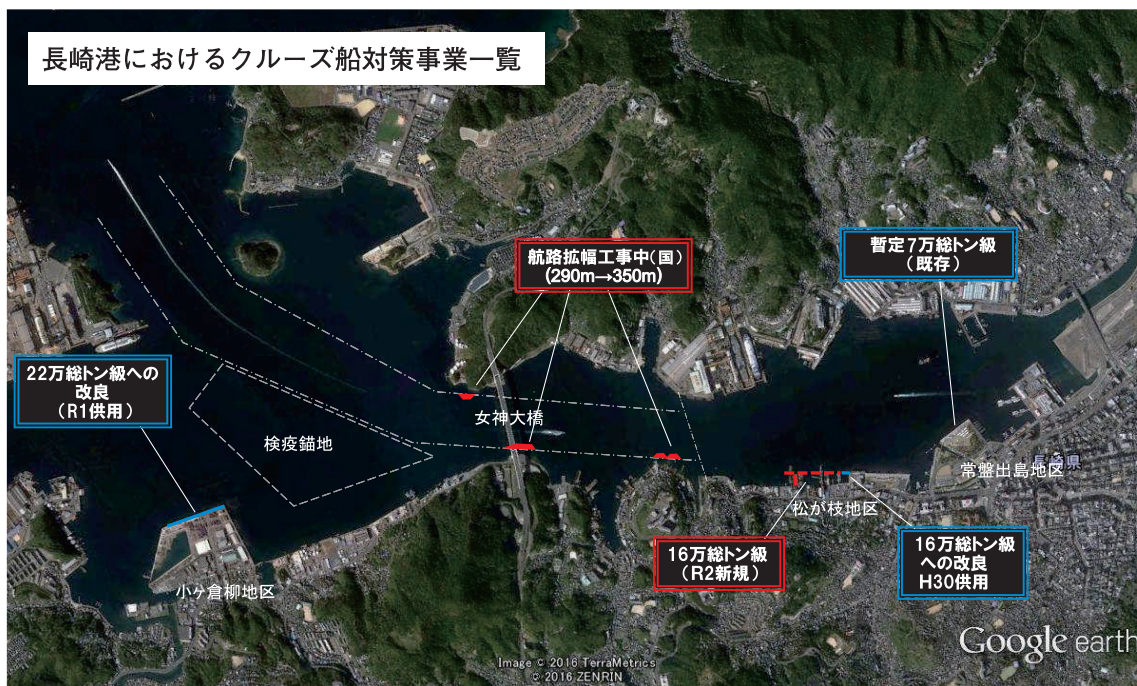 長崎港におけるクルーズ船対策事業一覧
航路拡幅工事中(国)
(290m→350m)
暫定7万総トン級
(既存)
22万総トン級への
改良
(R1供用)
検疫錨地
女神大橋
長崎県
常盤出島地区
松が枝地区
16万総トン級
(R2新規)
16万総トン級
への改良
H30供用
小ヶ倉柳地区
Google earth
Image © 2016 TerraMetrics
© 2016 ZENRIN